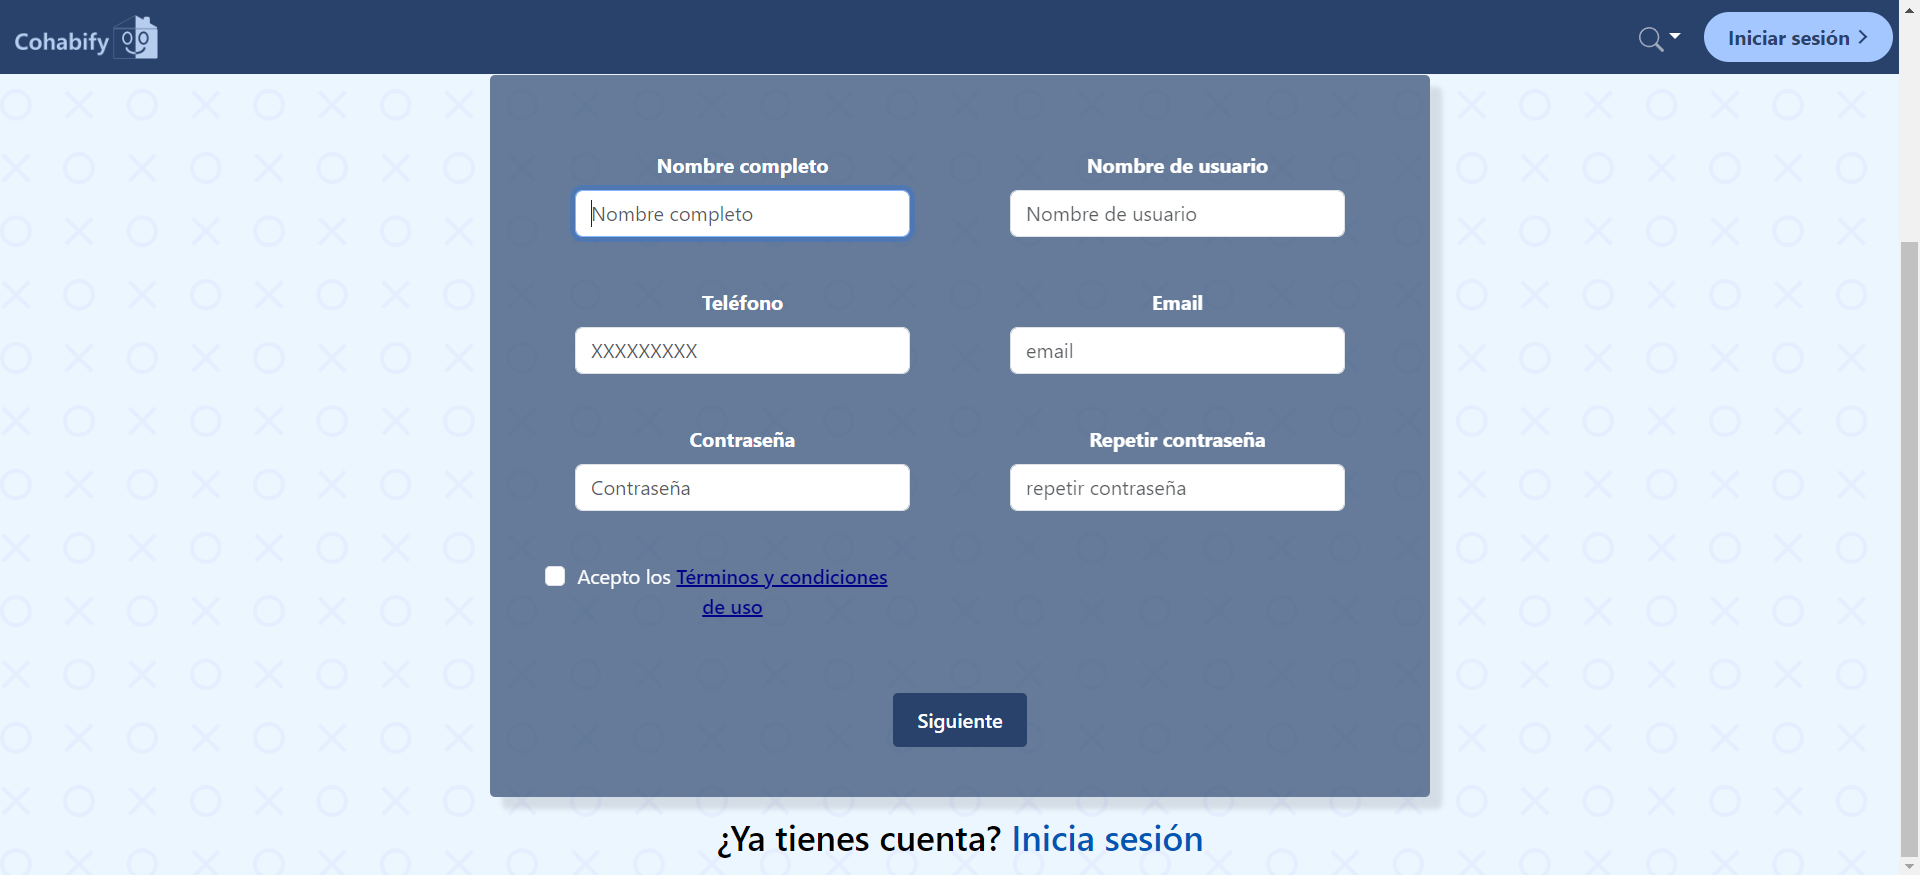 Cohabify
Iniciar sesión
Nombre completo
Nombre de usuario
Nombre completo
Nombre de usuario
Teléfono
Email
XXXXXXXXX
email
Contraseña
Repetir contraseña
Contraseña
repetir contraseña
Acepto los Términos y condiciones
de uso
Siguiente
¿Ya tienes cuenta? Inicia sesión